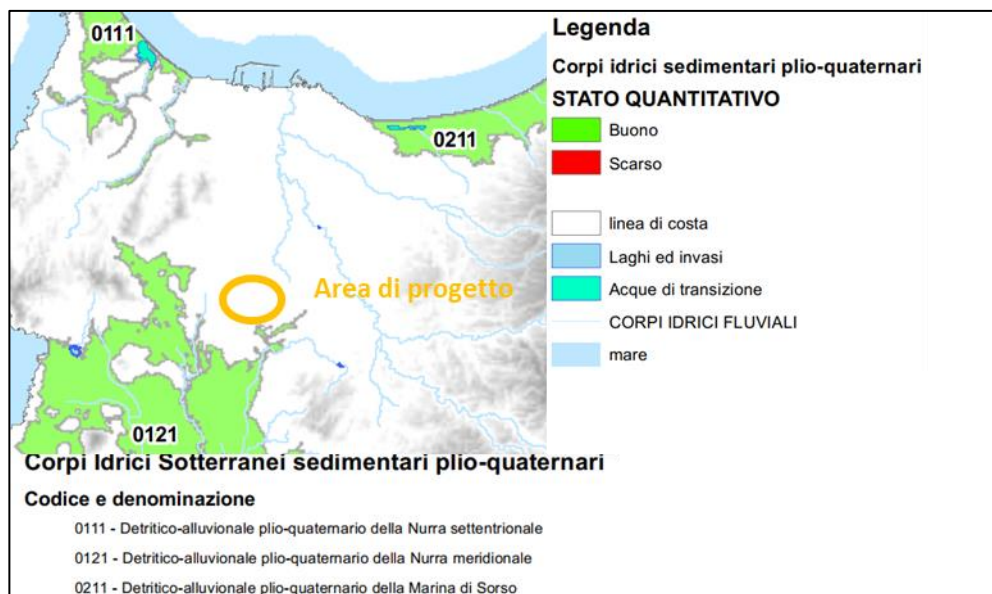 0111
0211
Area di progetto
0121
Legenda
Corpi idrici sedimentari plio-quaternari
STATO QUANTITATIVO
Buono
Scarso
linea di costa
Laghi ed invasi
Acque di transizione
CORPI IDRICI FLUVIALI
mare
Corpi Idrici Sotterranei sedimentari plio-quaternari
Codice e denominazione
0111 - Detritico-alluvionale plio-quaternario della Nurra settentrionale
0121 - Detritico-alluvionale plio-quaternario della Nurra meridionale
0211 - Detritico-alluvionale plio-quaternario della Marina di Sorso